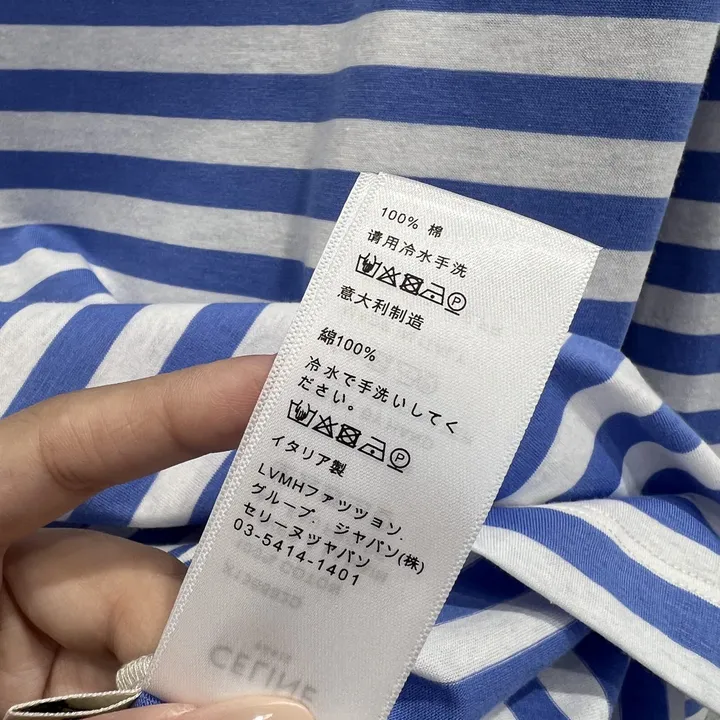 100% 棉
请用冷水手洗
意大利制造
綿100%
冷水で手洗いしてく
ださい。
イタリア製
LVMHファッツョン.
グループ. ジャパン(株)
セリーヌツヤパン
03-5414-1401
CELINE